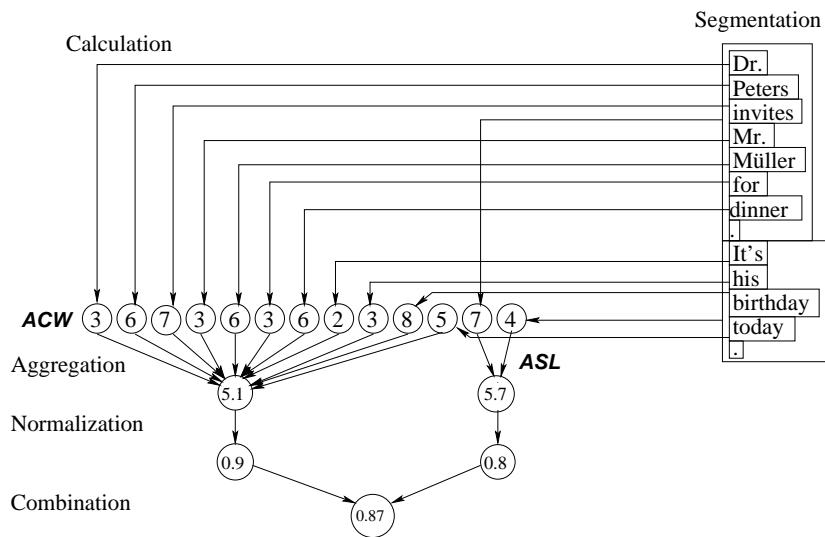 Segmentation
Calculation
Dr.
Peters
invites
Mr.
Müller
for
dinner
.
It's
his
birthday
today
.
ACW 3 6 7 3 6 3 6 2 3 8 5 7 4
Aggregation
ASL
5.1 5.7
Normalization
0.9 0.8
Combination
0.87